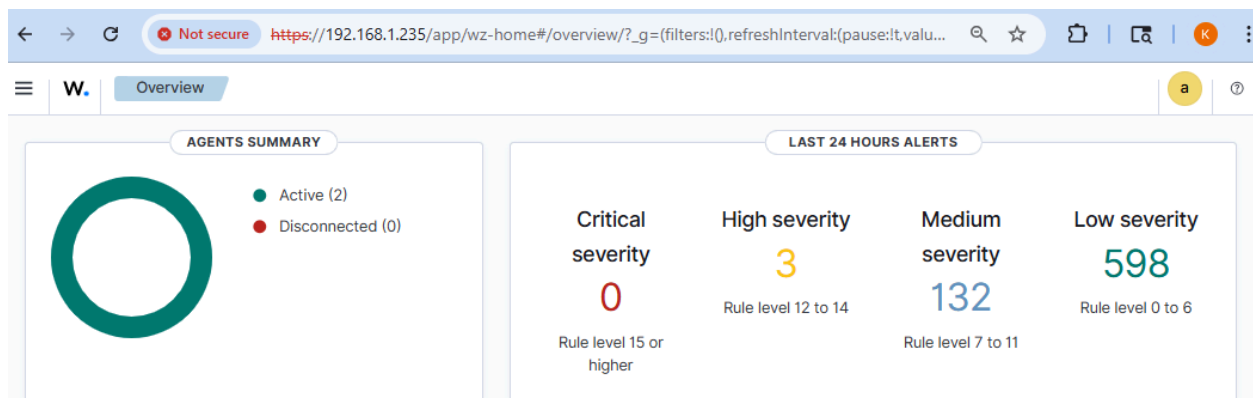 Not secure https://192.168.1.235/app/wz-home#/overview/?_g=(filters:!(),refreshInterval:(pause:!t,valu...
K
W. Overview
a
AGENTS SUMMARY
Active (2)
Disconnected (0)
LAST 24 HOURS ALERTS
Critical
severity
0
Rule level 15 or
higher
High severity
3
Rule level 12 to 14
Medium
severity
132
Rule level 7 to 11
Low severity
598
Rule level 0 to 6